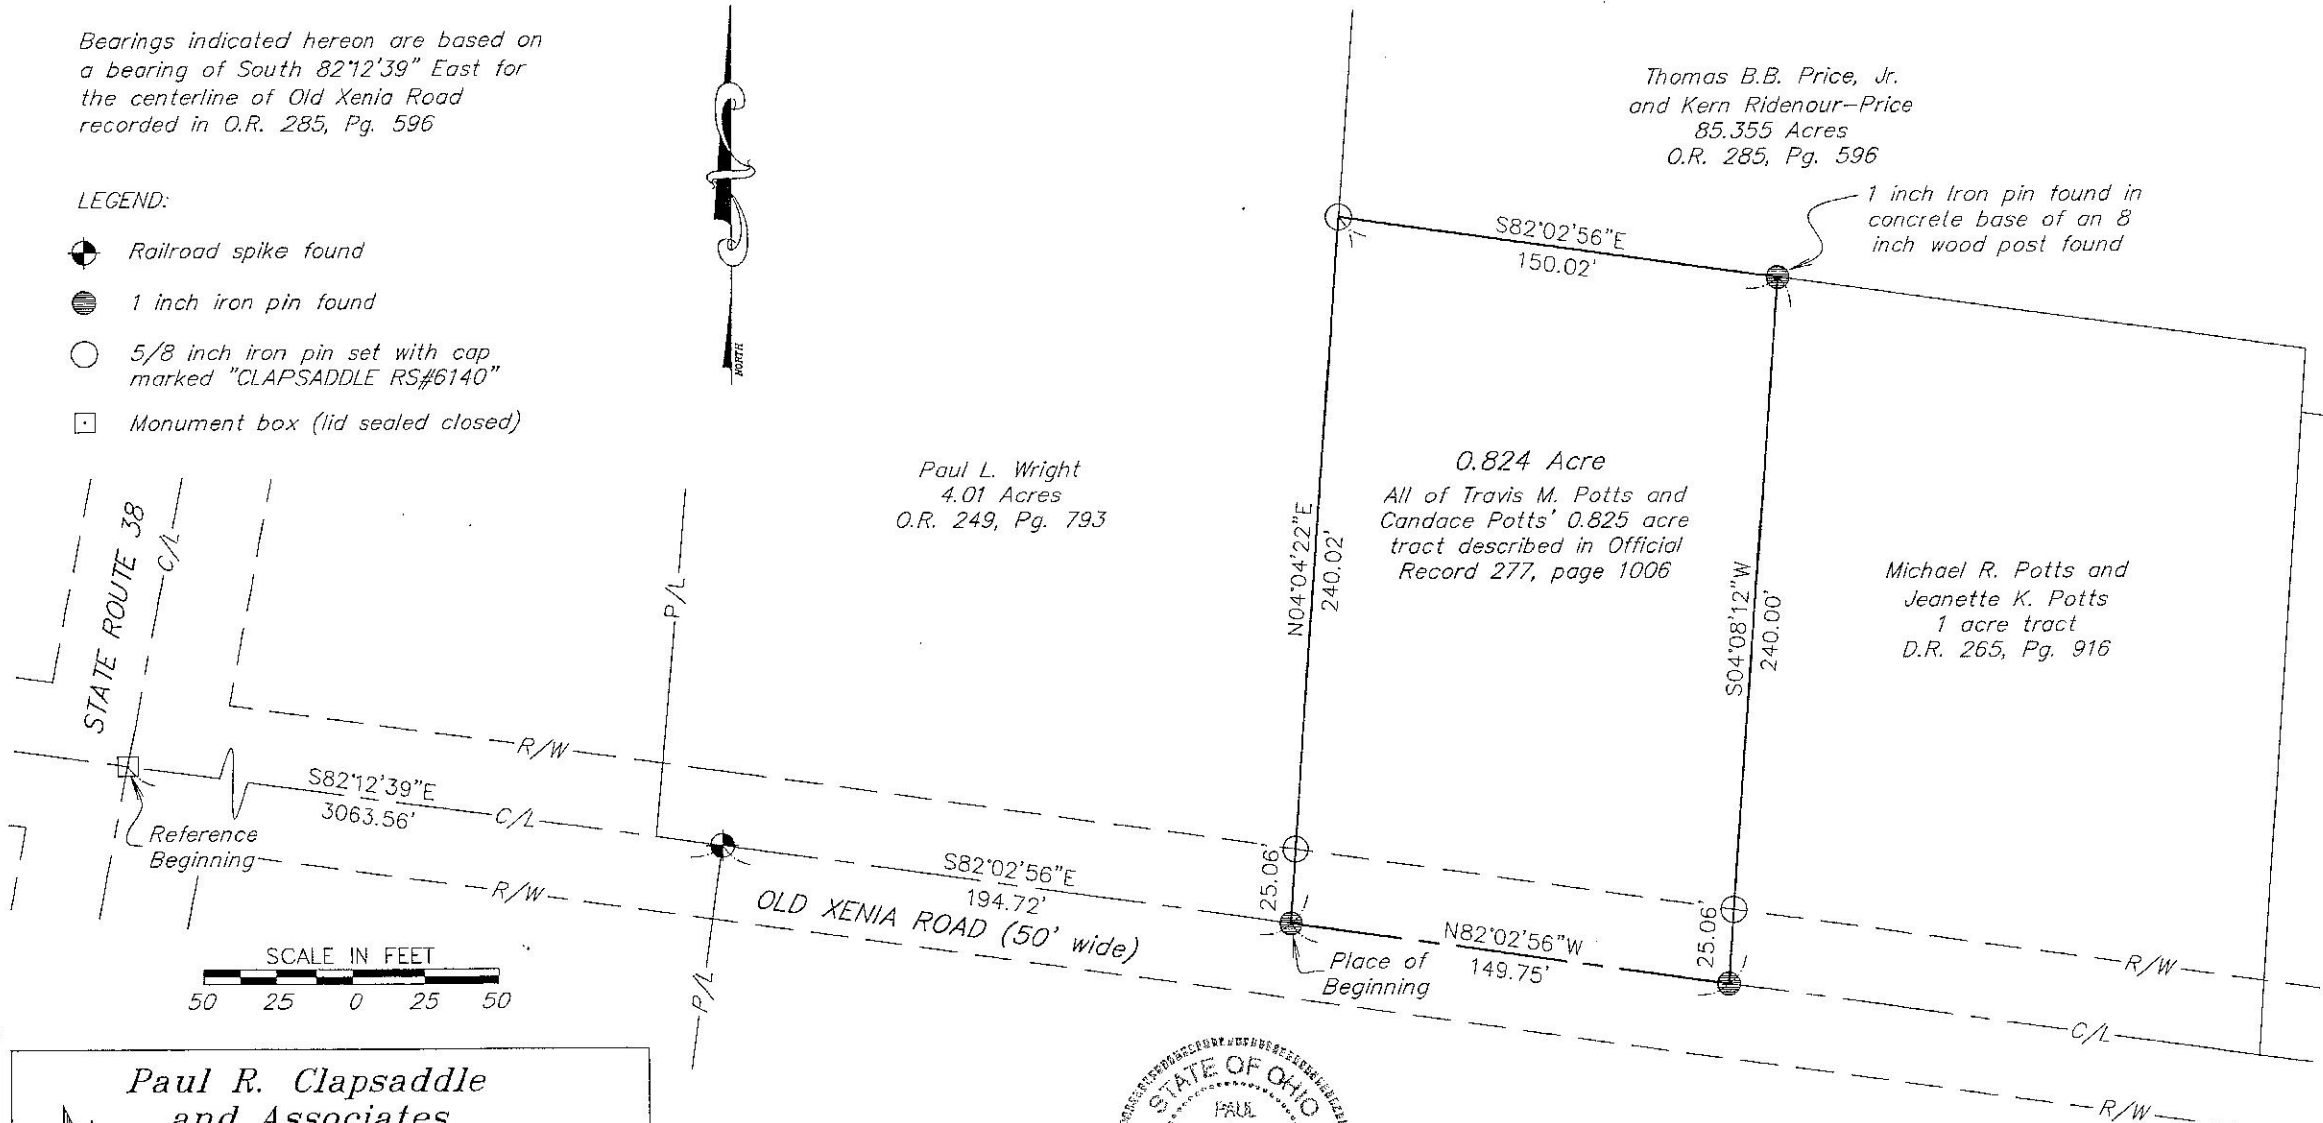 Bearings indicated hereon are based on
a bearing of South 82°12'39" East for
the centerline of Old Xenia Road
recorded in O.R. 285, Pg. 596
LEGEND:
Railroad spike found
1 inch iron pin found
5/8 inch iron pin set with cap
marked "CLAPSADDLE RS#6140"
Monument box (lid sealed closed)
NORTH
Thomas B.B. Price, Jr.
and Kern Ridenour-Price
85.355 Acres
O.R. 285, Pg. 596
1 inch Iron pin found in
concrete base of an 8
inch wood post found
S82°02'56"E
150.02'
Paul L. Wright
4.01 Acres
O.R. 249, Pg. 793
N04°04'22"E
240.02'
0.824 Acre
All of Travis M. Potts and
Candace Potts' 0.825 acre
tract described in Official
Record 277, page 1006
S04°08'12"W
240.00'
Michael R. Potts and
Jeanette K. Potts
1 acre tract
D.R. 265, Pg. 916
STATE ROUTE 38
C/L
P/L
R/W
S82°12'39"E
3063.56'
C/L
Reference
Beginning
R/W
S82°02'56"E
194.72'
OLD XENIA ROAD (50' wide)
P/L
25.06'
Place of
Beginning
N82°02'56"W
149.75'
25.06'
R/W
C/L
R/W
SCALE IN FEET
50 25 0 25 50
Paul R. Clapsaddle
and Associates
STATE OF OHIO
PAUL